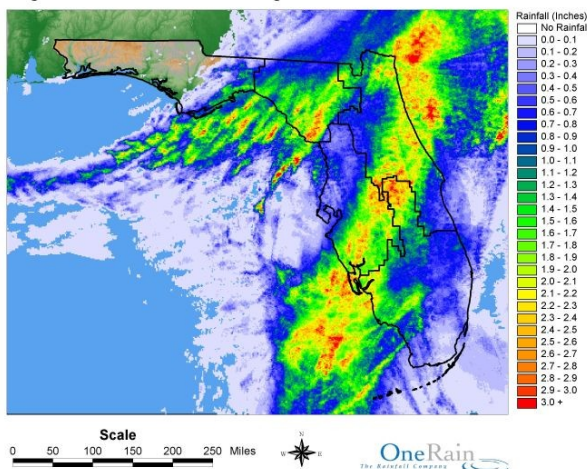 Rainfall (Inches)
No Rainfall
0.0 - 0.1
0.1 - 0.2
0.2 - 0.3
0.3 - 0.4
0.4 - 0.5
0.5 - 0.6
0.6 - 0.7
0.7 - 0.8
0.8 - 0.9
0.9 - 1.0
1.0 - 1.1
1.1 - 1.2
1.2 - 1.3
1.3 - 1.4
1.4 - 1.5
1.5 - 1.6
1.6 - 1.7
1.7 - 1.8
1.8 - 1.9
1.9 - 2.0
2.0 - 2.1
2.1 - 2.2
2.2 - 2.3
2.3 - 2.4
2.4 - 2.5
2.5 - 2.6
2.6 - 2.7
2.7 - 2.8
2.8 - 2.9
2.9 - 3.0
3.0 +
Scale
0 50 100 150 200 250 Miles
N
W E
S
OneRain
The Rainfall Company